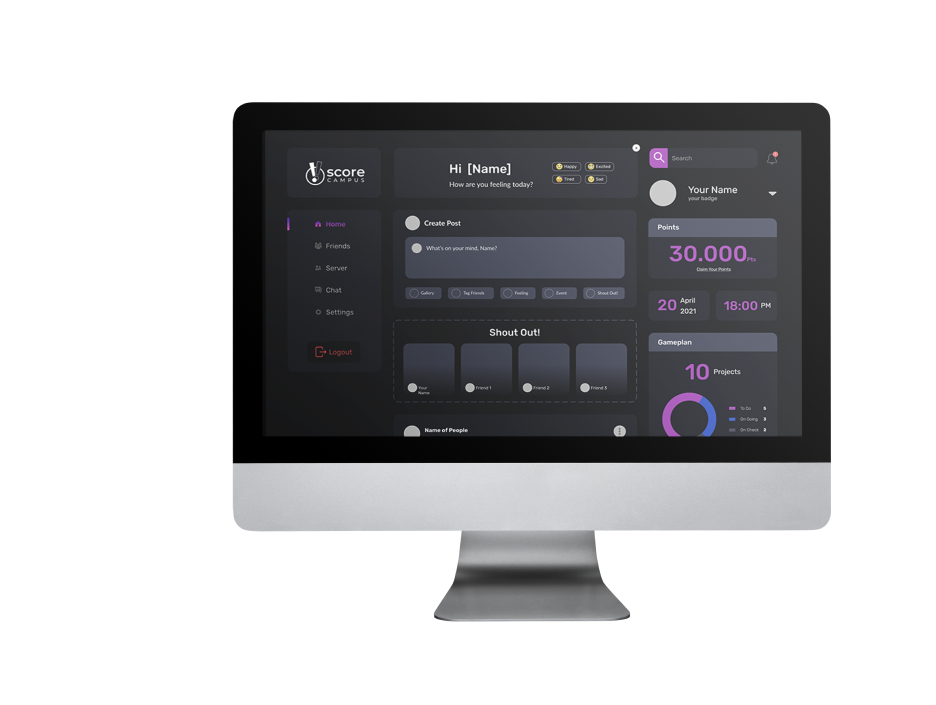 score
CAMPUS
Home
Friends
Server
Chat
Settings
Logout
Hi [Name]
How are you feeling today?
Happy
Excited
Tired
Sad
Create Post
What's on your mind, Name?
Gallery
Tag Friends
Feeling
Event
Shout Out!
Shout Out!
Your
Name
Friend 1
Friend 2
Friend 3
Name of People
Search
Your Name
your badge
Points
30.000 Pts
Claim Your Points
20 April
2021
18:00 PM
Gameplan
10 Projects
To Do 5
On Going 3
On Check 2